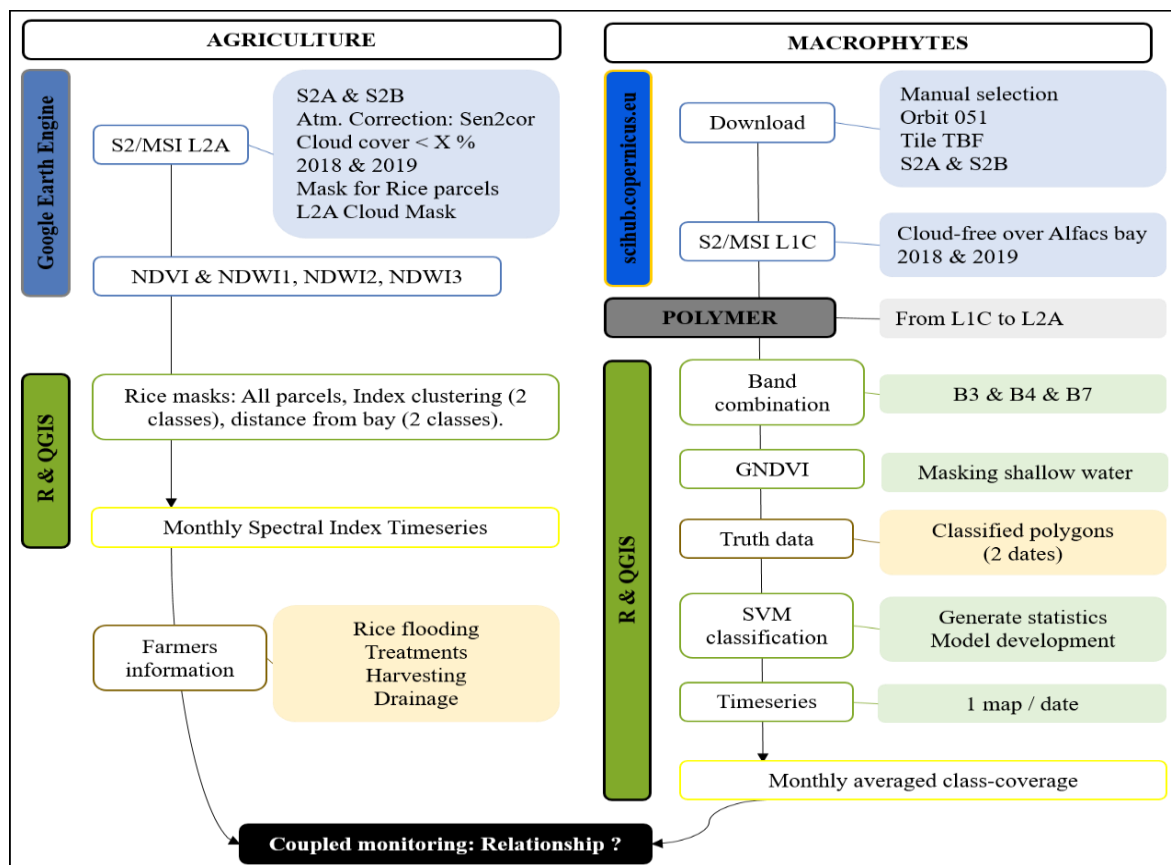 AGRICULTURE
Google Earth Engine
S2/MSI L2A
S2A & S2B
Atm. Correction: Sen2cor
Cloud cover < X %
2018 & 2019
Mask for Rice parcels
L2A Cloud Mask
NDVI & NDWI1, NDWI2, NDWI3
R & QGIS
Rice masks: All parcels, Index clustering (2
classes), distance from bay (2 classes).
Monthly Spectral Index Timeseries
Farmers
information
Rice flooding
Treatments
Harvesting
Drainage
MACROPHYTES
scihub.copernicus.eu
Download
Manual selection
Orbit 051
Tile TBF
S2A & S2B
S2/MSI L1C
Cloud-free over Alfacs bay
2018 & 2019
POLYMER
From L1C to L2A
R & QGIS
Band
combination
B3 & B4 & B7
GNDVI
Masking shallow water
Truth data
Classified polygons
(2 dates)
SVM
classification
Generate statistics
Model development
Timeseries
1 map / date
Monthly averaged class-coverage
Coupled monitoring: Relationship ?